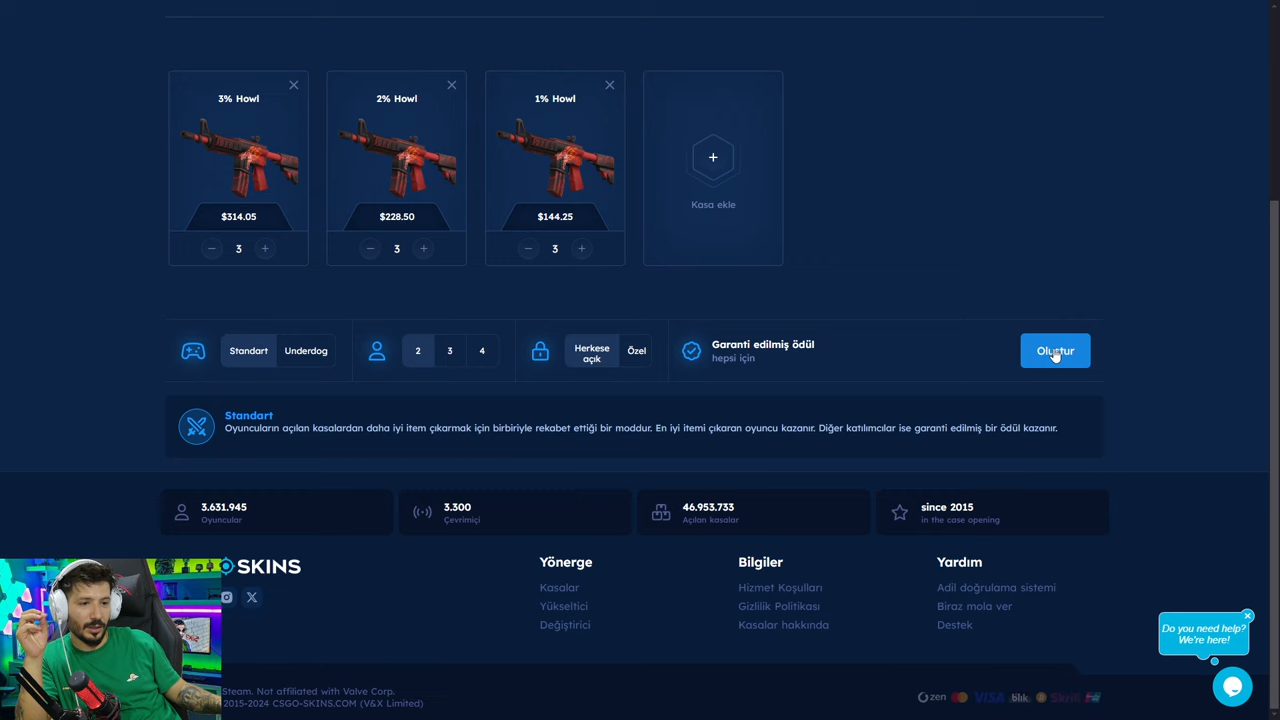 3% Howl
2% Howl
1% Howl
$314.05
$228.50
$144.25
Kasa ekle
3
3
3
Standart
Underdog
2
3
4
Herkese
açık
Özel
Garanti edilmiş ödül
hepsi için
Oluştur
Standart
Oyuncuların açılan kasalardan daha iyi item çıkarmak için birbiriyle rekabet ettiği bir moddur. En iyi itemi çıkaran oyuncu kazanır. Diğer katılımcılar ise garanti edilmiş bir ödül kazanır.
3.631.945
Oyuncular
3.300
Çevrimiçi
46.953.733
Açılan kasalar
since 2015
in the case opening
SKINS
Yönerge
Kasalar
Yükseltici
Değiştirici
Bilgiler
Hizmet Koşulları
Gizlilik Politikası
Kasalar hakkında
Yardım
Adil doğrulama sistemi
Biraz mola ver
Destek
Do you need help?
We're here!
Steam. Not affiliated with Valve Corp.
2015-2024 CSGO-SKINS.COM (V&X Limited)
zen
VISA
blik
Skrill